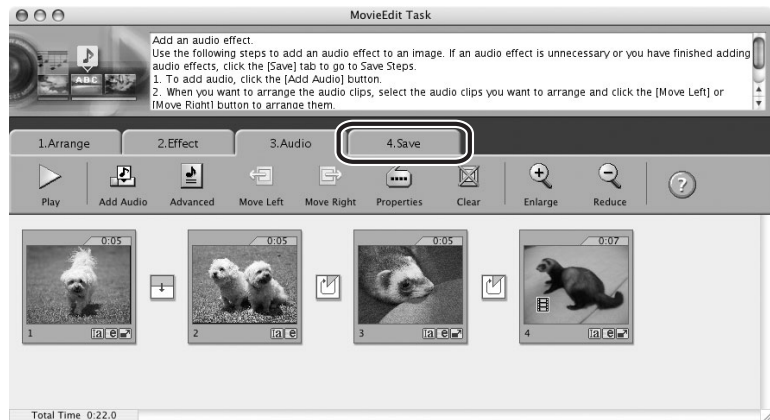 MovieEdit Task
Add an audio effect.
Use the following steps to add an audio effect to an image. If an audio effect is unnecessary or you have finished adding
audio effects, click the [Save] tab to go to Save Steps.
1. To add audio, click the [Add Audio] button.
2. When you want to arrange the audio clips, select the audio clips you want to arrange and click the [Move Left] or
[Move Right] button to arrange them.
ABC
1.Arrange 2.Effect 3.Audio 4.Save
Play Add Audio Advanced Move Left Move Right Properties Clear Enlarge Reduce ?
0:05 0:05 0:05 0:07
1 Ia e 2 Ia e 3 Ia e 4 Ia e
Total Time 0:22.0